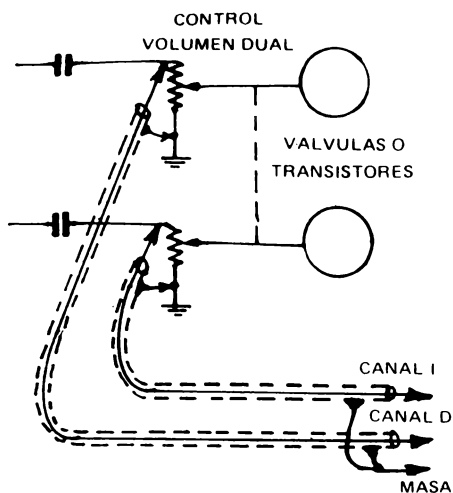 CONTROL
VOLUMEN DUAL
VALVULAS O
TRANSISTORES
CANAL I
CANAL D
MASA